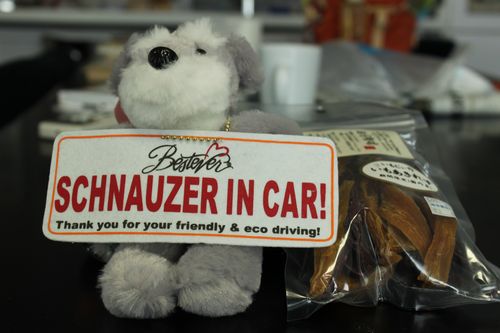 Bestever
SCHNAUZER IN CAR!
Thank you for your friendly & eco driving!